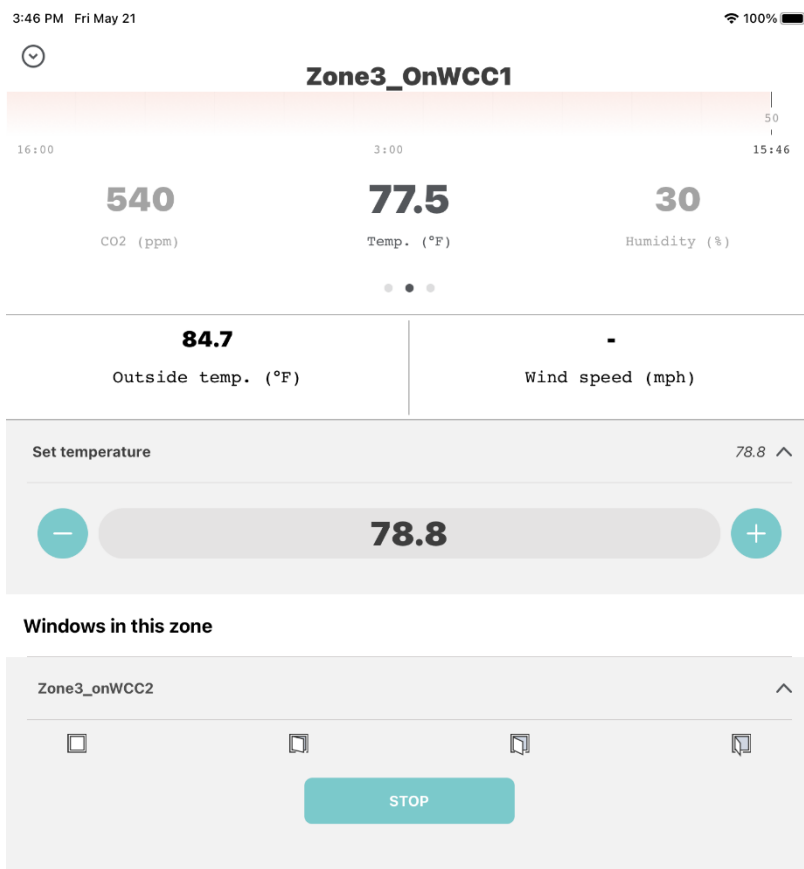 3:46 PM Fri May 21 100%
Zone3_OnWCC1
50
16:00 3:00 15:46
540 77.5 30
CO2 (ppm) Temp. (°F) Humidity (%)
84.7 -
Outside temp. (°F) Wind speed (mph)
Set temperature 78.8
78.8
Windows in this zone
Zone3_onWCC2
STOP